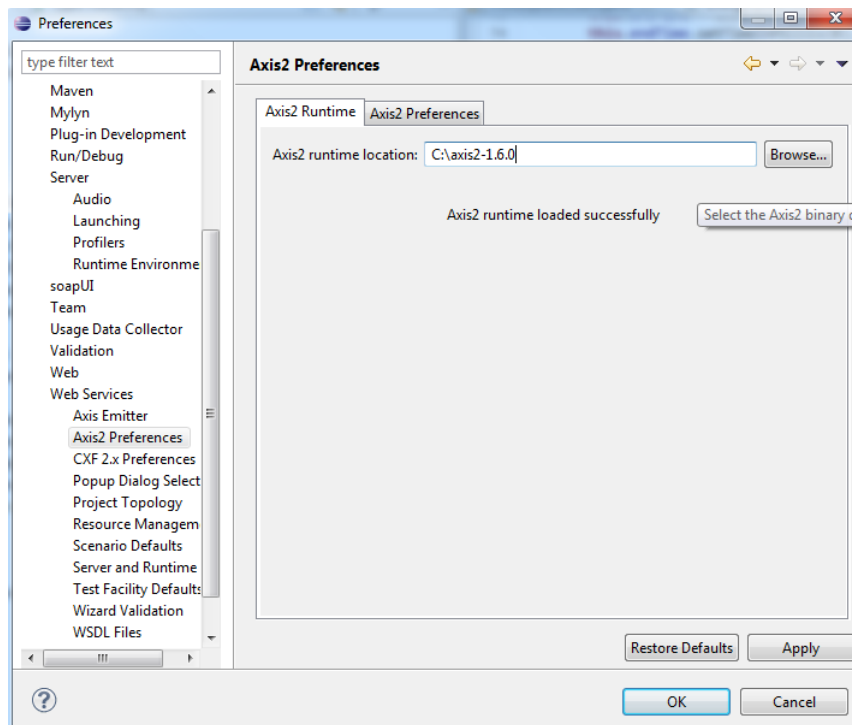 Preferences
type filter text
Maven
Mylyn
Plug-in Development
Run/Debug
Server
Audio
Launching
Profilers
Runtime Environme
soapUI
Team
Usage Data Collector
Validation
Web
Web Services
Axis Emitter
Axis2 Preferences
CXF 2.x Preferences
Popup Dialog Select
Project Topology
Resource Managem
Scenario Defaults
Server and Runtime
Test Facility Defaults
Wizard Validation
WSDL Files
Axis2 Preferences
Axis2 Runtime Axis2 Preferences
Axis2 runtime location: C:\axis2-1.6.0 Browse...
Axis2 runtime loaded successfully
Select the Axis2 binary
Restore Defaults Apply
OK Cancel